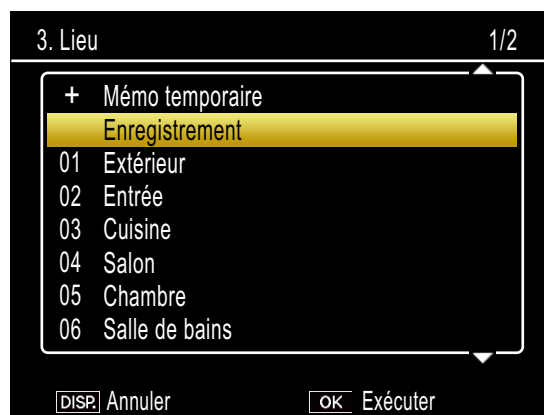 3. Lieu 1/2
+ Mémo temporaire
Enregistrement
01 Extérieur
02 Entrée
03 Cuisine
04 Salon
05 Chambre
06 Salle de bains
DISP. Annuler OK Exécuter